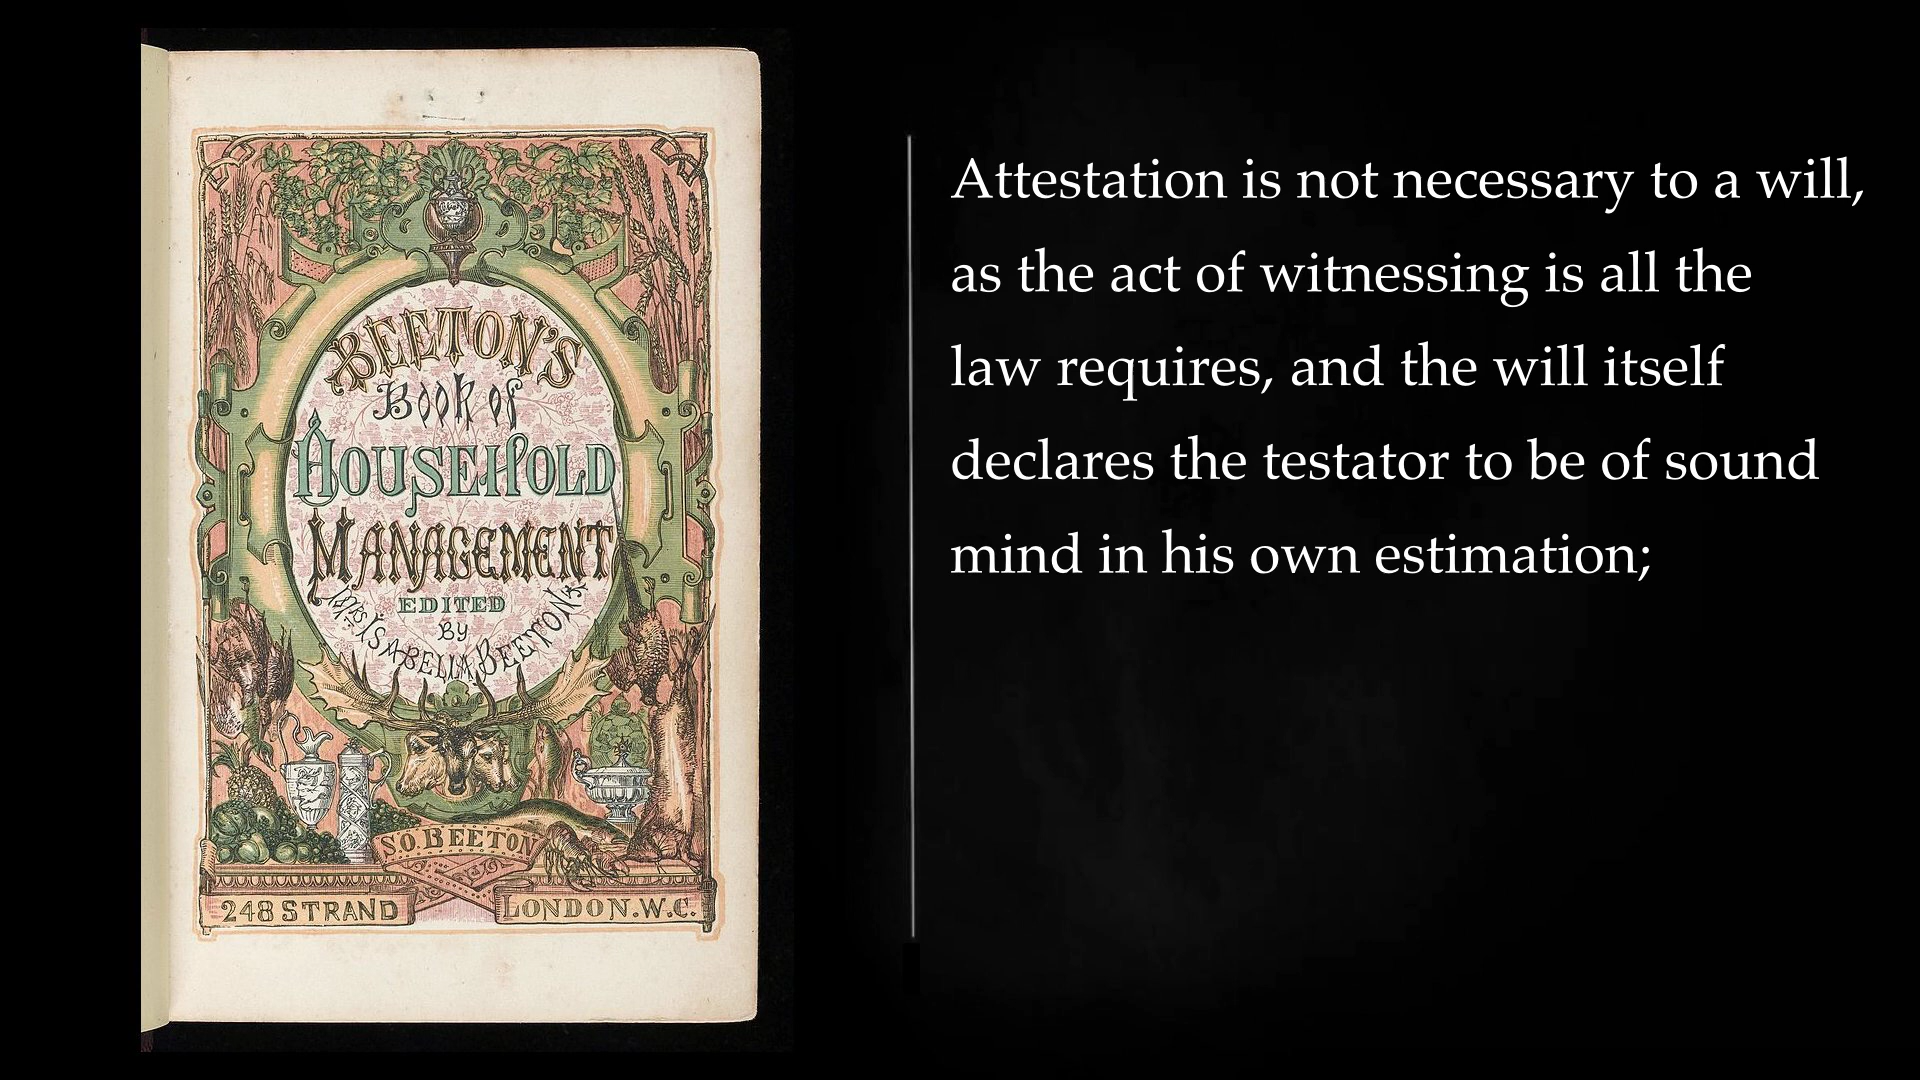 BEETON'S
Book of
HOUSEHOLD
MANAGEMENT
EDITED
BY
MRS ISABELLA BEETON
S.O. BEETON
248 STRAND
LONDON.W.C.
Attestation is not necessary to a will,
as the act of witnessing is all the
law requires, and the will itself
declares the testator to be of sound
mind in his own estimation;